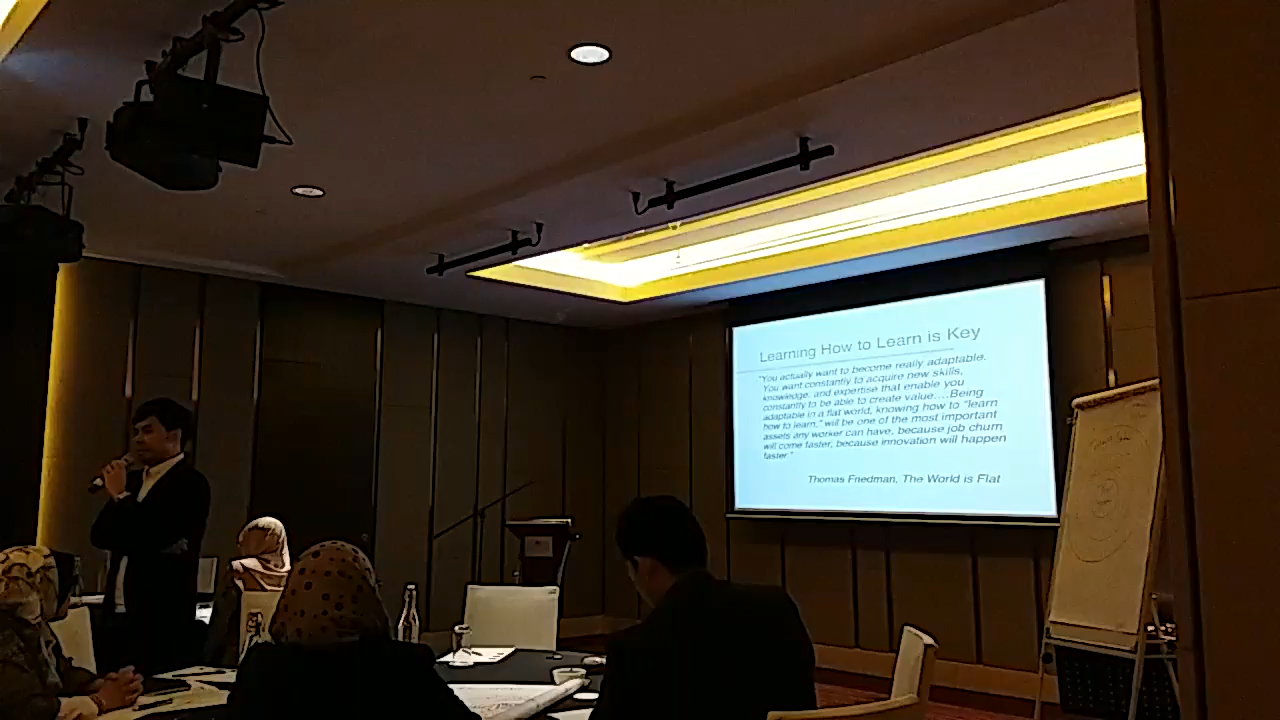 Learning How to Learn is Key
"You actually want to become really adaptable.
You want constantly to acquire new skills,
knowledge, and expertise that enable you
constantly to be able to create value....Being
adaptable in a flat world, knowing how to "learn
how to learn," will be one of the most important
assets any worker can have, because job churn
will come faster, because innovation will happen
faster."
Thomas Friedman, The World is Flat